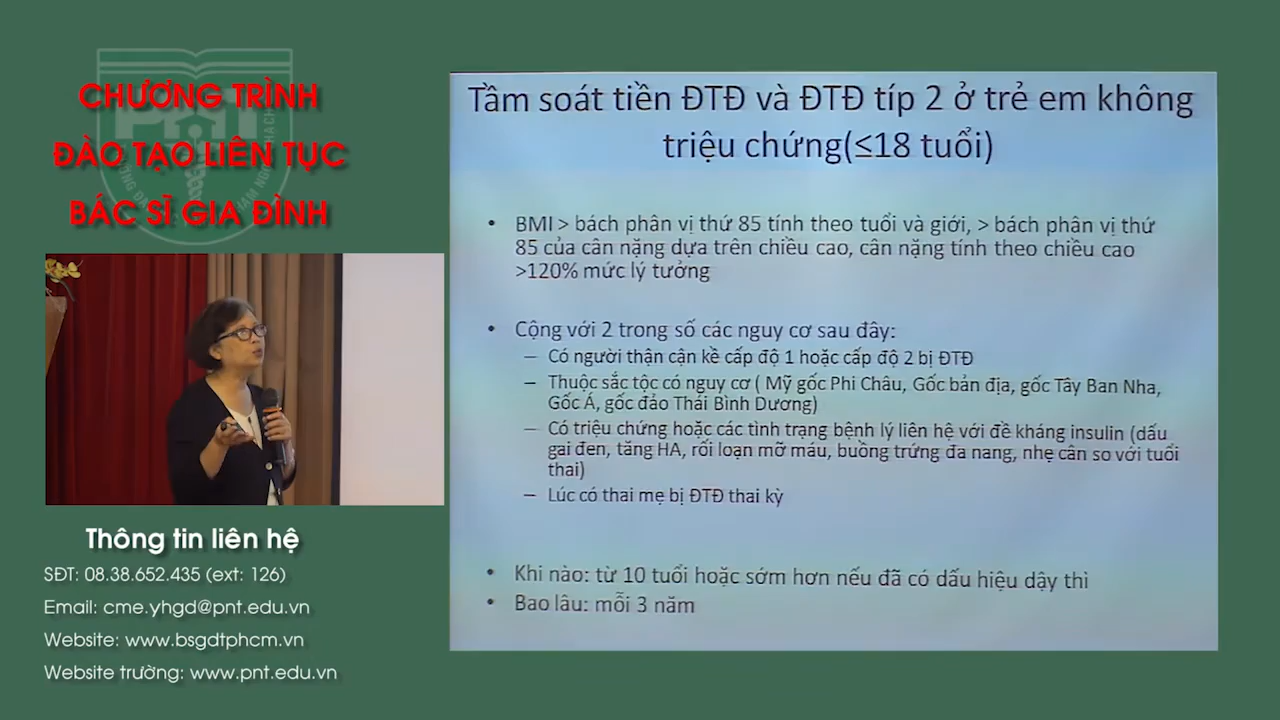 CHƯƠNG TRÌNH
ĐÀO TẠO LIÊN TỤC
BÁC SĨ GIA ĐÌNH
Thông tin liên hệ
SĐT: 08.38.652.435 (ext: 126)
Email: cme.yhgd@pnt.edu.vn
Website: www.bsgdtphcm.vn
Website trường: www.pnt.edu.vn
Tầm soát tiền ĐTĐ và ĐTĐ típ 2 ở trẻ em không
triệu chứng(≤18 tuổi)
• BMI > bách phân vị thứ 85 tính theo tuổi và giới, > bách phân vị thứ
85 của cân nặng dựa trên chiều cao, cân nặng tính theo chiều cao
>120% mức lý tưởng
• Cộng với 2 trong số các nguy cơ sau đây:
– Có người thận cận kề cấp độ 1 hoặc cấp độ 2 bị ĐTĐ
– Thuộc sắc tộc có nguy cơ ( Mỹ gốc Phi Châu, Gốc bản địa, gốc Tây Ban Nha,
Gốc Á, gốc đảo Thái Bình Dương)
– Có triệu chứng hoặc các tình trạng bệnh lý liên hệ với đề kháng insulin (dấu
gai đen, tăng HA, rối loạn mỡ máu, buồng trứng đa nang, nhẹ cân so với tuổi
thai)
– Lúc có thai mẹ bị ĐTĐ thai kỳ
• Khi nào: từ 10 tuổi hoặc sớm hơn nếu đã có dấu hiệu dậy thì
• Bao lâu: mỗi 3 năm